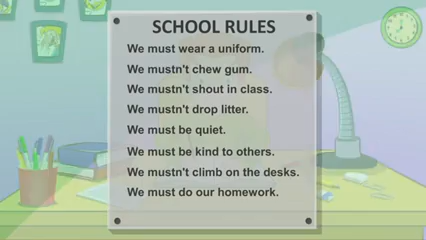 SCHOOL RULES
We must wear a uniform.
We mustn't chew gum.
We mustn't shout in class.
We mustn't drop litter.
We must be quiet.
We must be kind to others.
We mustn't climb on the desks.
We must do our homework.